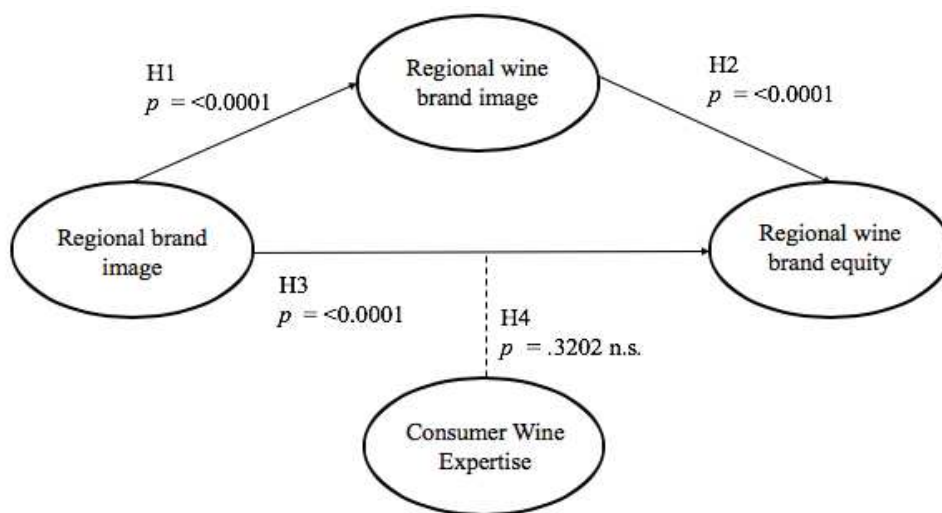 Regional wine
brand image
H1
p = <0.0001
H2
p = <0.0001
Regional brand
image
Regional wine
brand equity
H3
p = <0.0001
H4
p = .3202 n.s.
Consumer Wine
Expertise